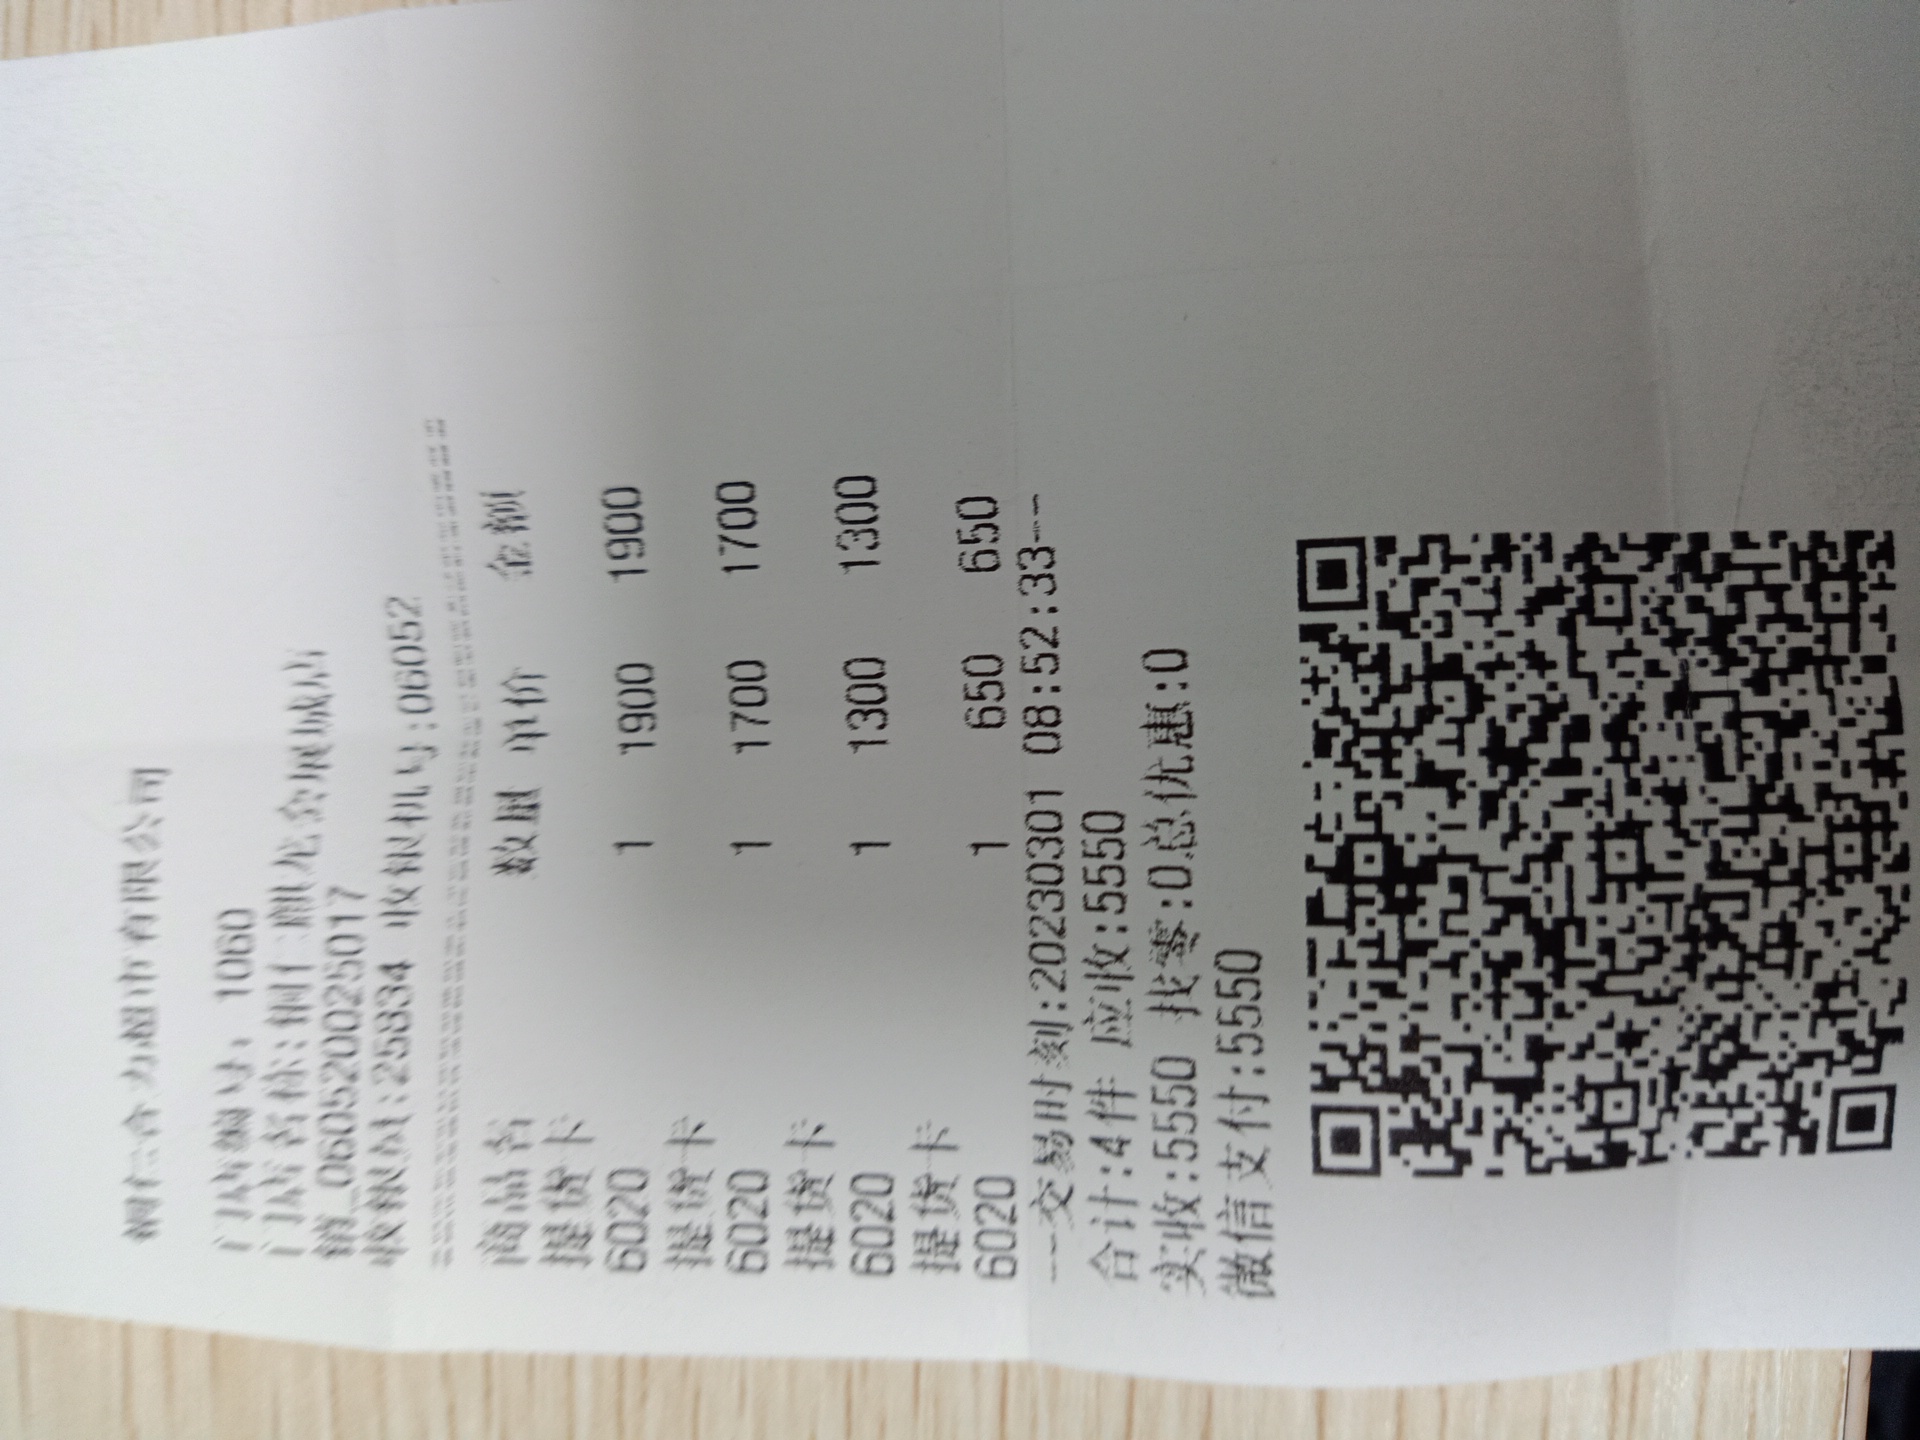 铜仁合力超市有限公司
门店编号: 1060
门店名称:铜仁麒龙会展城店
销_0605200025017
收银员:25834 收银机号:06052
商品名 数量 单价 金额
提货卡
6020 1 1900 1900
提货卡
6020 1 1700 1700
提货卡
6020 1 1300 1300
提货卡
6020 1 650 650
---交易时刻:20230301 08:52:33---
合计:4件 应收:5550
实收:5550 找零:0总优惠:0
微信支付:5550